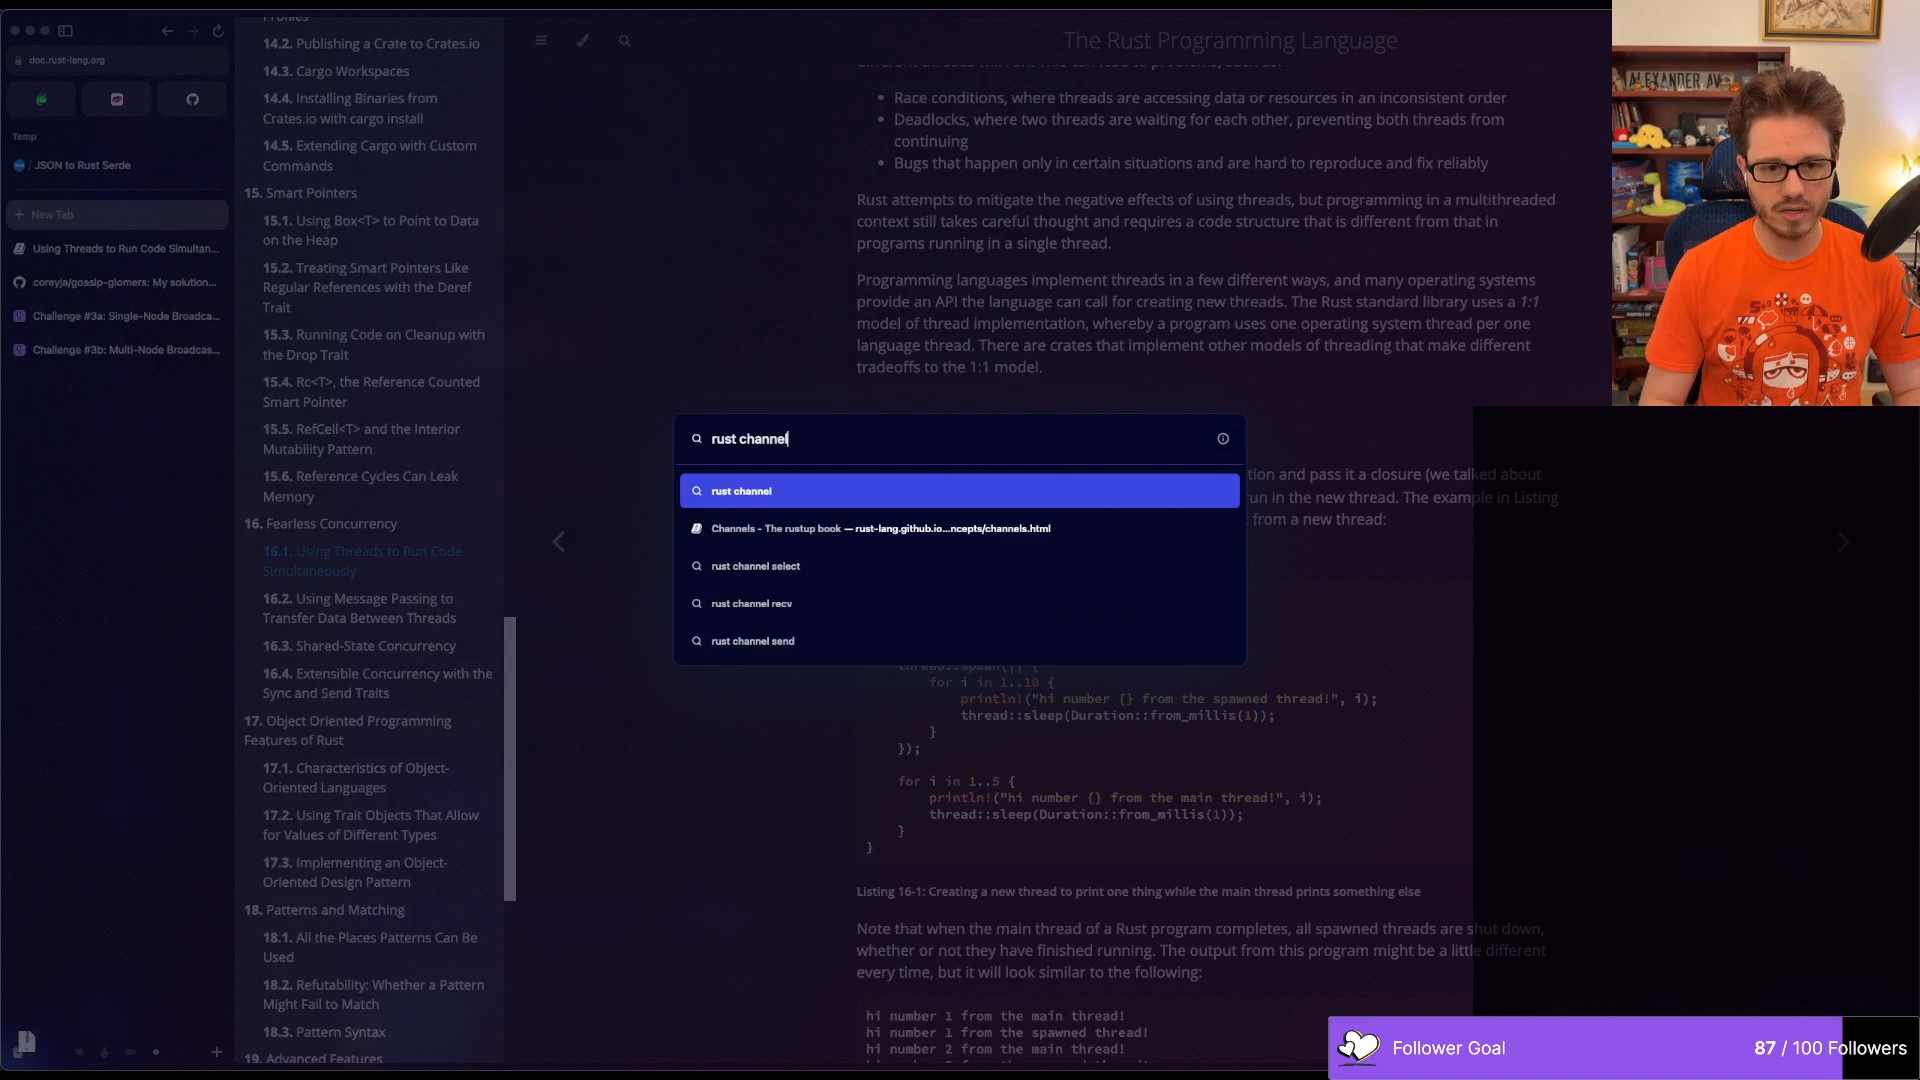 doc.rust-lang.org
Temp
/ JSON to Rust Serde
New Tab
Using Threads to Run Code Simultan...
coreyja/gossip-glomers: My solution...
Challenge #3a: Single-Node Broadca...
Challenge #3b: Multi-Node Broadcas...
Profiles
14.2. Publishing a Crate to Crates.io
14.3. Cargo Workspaces
14.4. Installing Binaries from
Crates.io with cargo install
14.5. Extending Cargo with Custom
Commands
15. Smart Pointers
15.1. Using Box<T> to Point to Data
on the Heap
15.2. Treating Smart Pointers Like
Regular References with the Deref
Trait
15.3. Running Code on Cleanup with
the Drop Trait
15.4. Rc<T>, the Reference Counted
Smart Pointer
15.5. RefCell<T> and the Interior
Mutability Pattern
15.6. Reference Cycles Can Leak
Memory
16. Fearless Concurrency
16.1. Using Threads to Run Code
Simultaneously
16.2. Using Message Passing to
Transfer Data Between Threads
16.3. Shared-State Concurrency
16.4. Extensible Concurrency with the
Sync and Send Traits
17. Object Oriented Programming
Features of Rust
17.1. Characteristics of Object-
Oriented Languages
17.2. Using Trait Objects That Allow
for Values of Different Types
17.3. Implementing an Object-
Oriented Design Pattern
18. Patterns and Matching
18.1. All the Places Patterns Can Be
Used
18.2. Refutability: Whether a Pattern
Might Fail to Match
18.3. Pattern Syntax
19. Advanced Features
The Rust Programming Language
Race conditions, where threads are accessing data or resources in an inconsistent order
Deadlocks, where two threads are waiting for each other, preventing both threads from
continuing
Bugs that happen only in certain situations and are hard to reproduce and fix reliably
Rust attempts to mitigate the negative effects of using threads, but programming in a multithreaded
context still takes careful thought and requires a code structure that is different from that in
programs running in a single thread.
Programming languages implement threads in a few different ways, and many operating systems
provide an API the language can call for creating new threads. The Rust standard library uses a 1:1
model of thread implementation, whereby a program uses one operating system thread per one
language thread. There are crates that implement other models of threading that make different
tradeoffs to the 1:1 model.
rust channel
rust channel
Channels - The rustup book — rust-lang.github.io...ncepts/channels.html
rust channel select
rust channel recv
rust channel send
tion and pass it a closure (we talked about
run in the new thread. The example in Listing
from a new thread:
thread::spawn(|| {
for i in 1..10 {
println!("hi number {} from the spawned thread!", i);
thread::sleep(Duration::from_millis(1));
}
});
for i in 1..5 {
println!("hi number {} from the main thread!", i);
thread::sleep(Duration::from_millis(1));
}
}
Listing 16-1: Creating a new thread to print one thing while the main thread prints something else
Note that when the main thread of a Rust program completes, all spawned threads are shut down,
whether or not they have finished running. The output from this program might be a little different
every time, but it will look similar to the following:
hi number 1 from the main thread!
hi number 1 from the spawned thread!
hi number 2 from the main thread!
ALEXANDER AV
Follower Goal
87 / 100 Followers